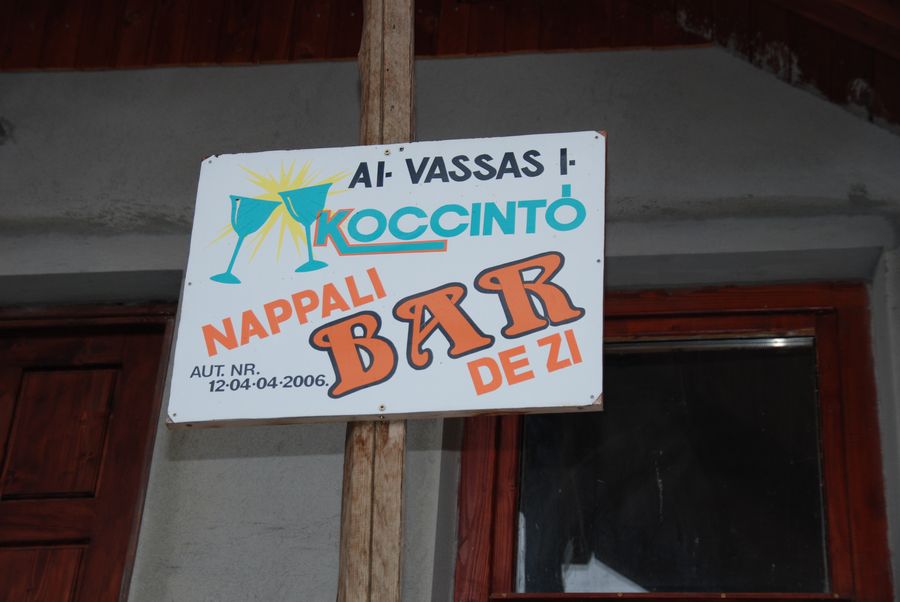 AI· VASSAS I·
KOCCINTÓ
NAPPALI
BAR
DE ZI
AUT. NR.
12·04·04·2006.